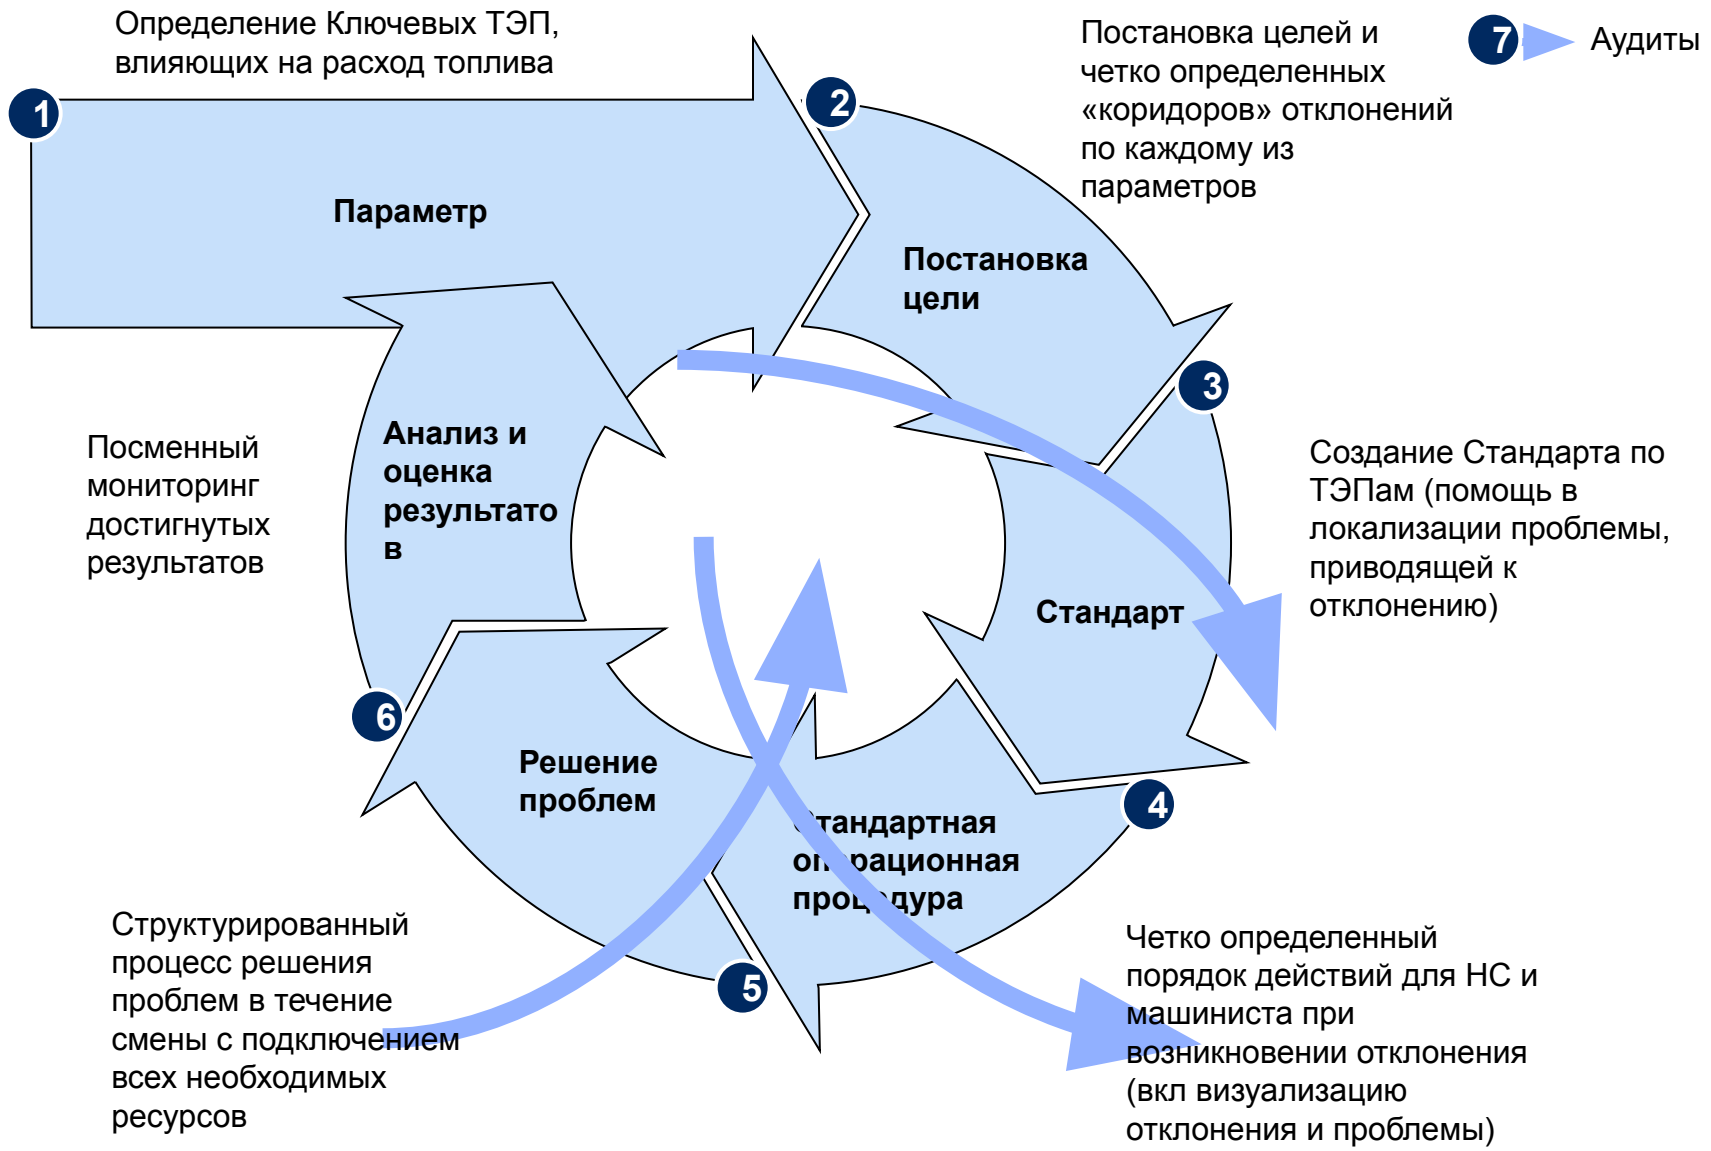 Определение Ключевых ТЭП,
влияющих на расход топлива
1
Параметр
2
Постановка целей и
четко определенных
«коридоров» отклонений
по каждому из
параметров
7
Аудиты
Постановка
цели
3
Создание Стандарта по
ТЭПам (помощь в
локализации проблемы,
приводящей к
отклонению)
Стандарт
4
Стандартная
операционная
процедура
Четко определенный
порядок действий для НС и
машиниста при
возникновении отклонения
(вкл визуализацию
отклонения и проблемы)
5
Решение
проблем
Структурированный
процесс решения
проблем в течение
смены с подключением
всех необходимых
ресурсов
6
Анализ и
оценка
результато
в
Посменный
мониторинг
достигнутых
результатов